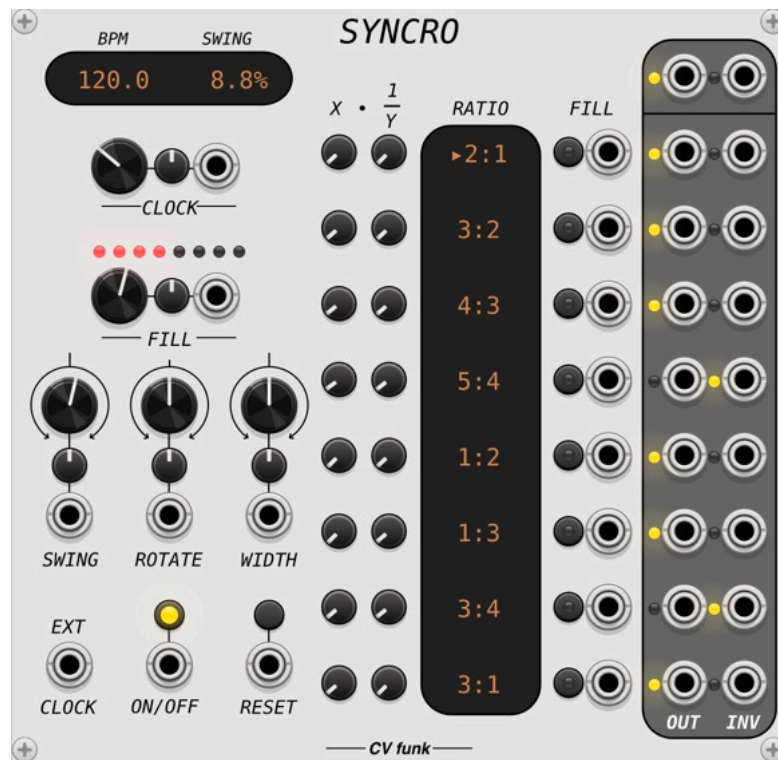 SYNCRO
BPM SWING
120.0 8.8%
X • 1/Y RATIO FILL
▸2:1
CLOCK
3:2
FILL
4:3
5:4
1:2
1:3
SWING ROTATE WIDTH
3:4
EXT
CLOCK ON/OFF RESET
3:1
OUT INV
CV funk